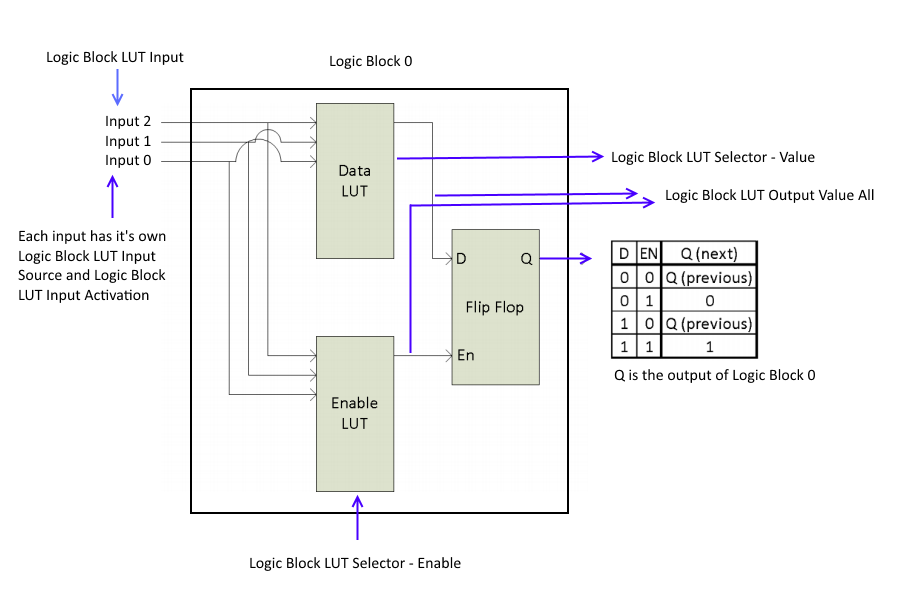 Logic Block LUT Input
Logic Block 0
Input 2
Input 1
Input 0
Data
LUT
Logic Block LUT Selector - Value
Logic Block LUT Output Value All
Each input has it's own
Logic Block LUT Input
Source and Logic Block
LUT Input Activation
D Q
Flip Flop
En
D EN Q (next)
0 0 Q (previous)
0 1 0
1 0 Q (previous)
1 1 1
Q is the output of Logic Block 0
Enable
LUT
Logic Block LUT Selector - Enable